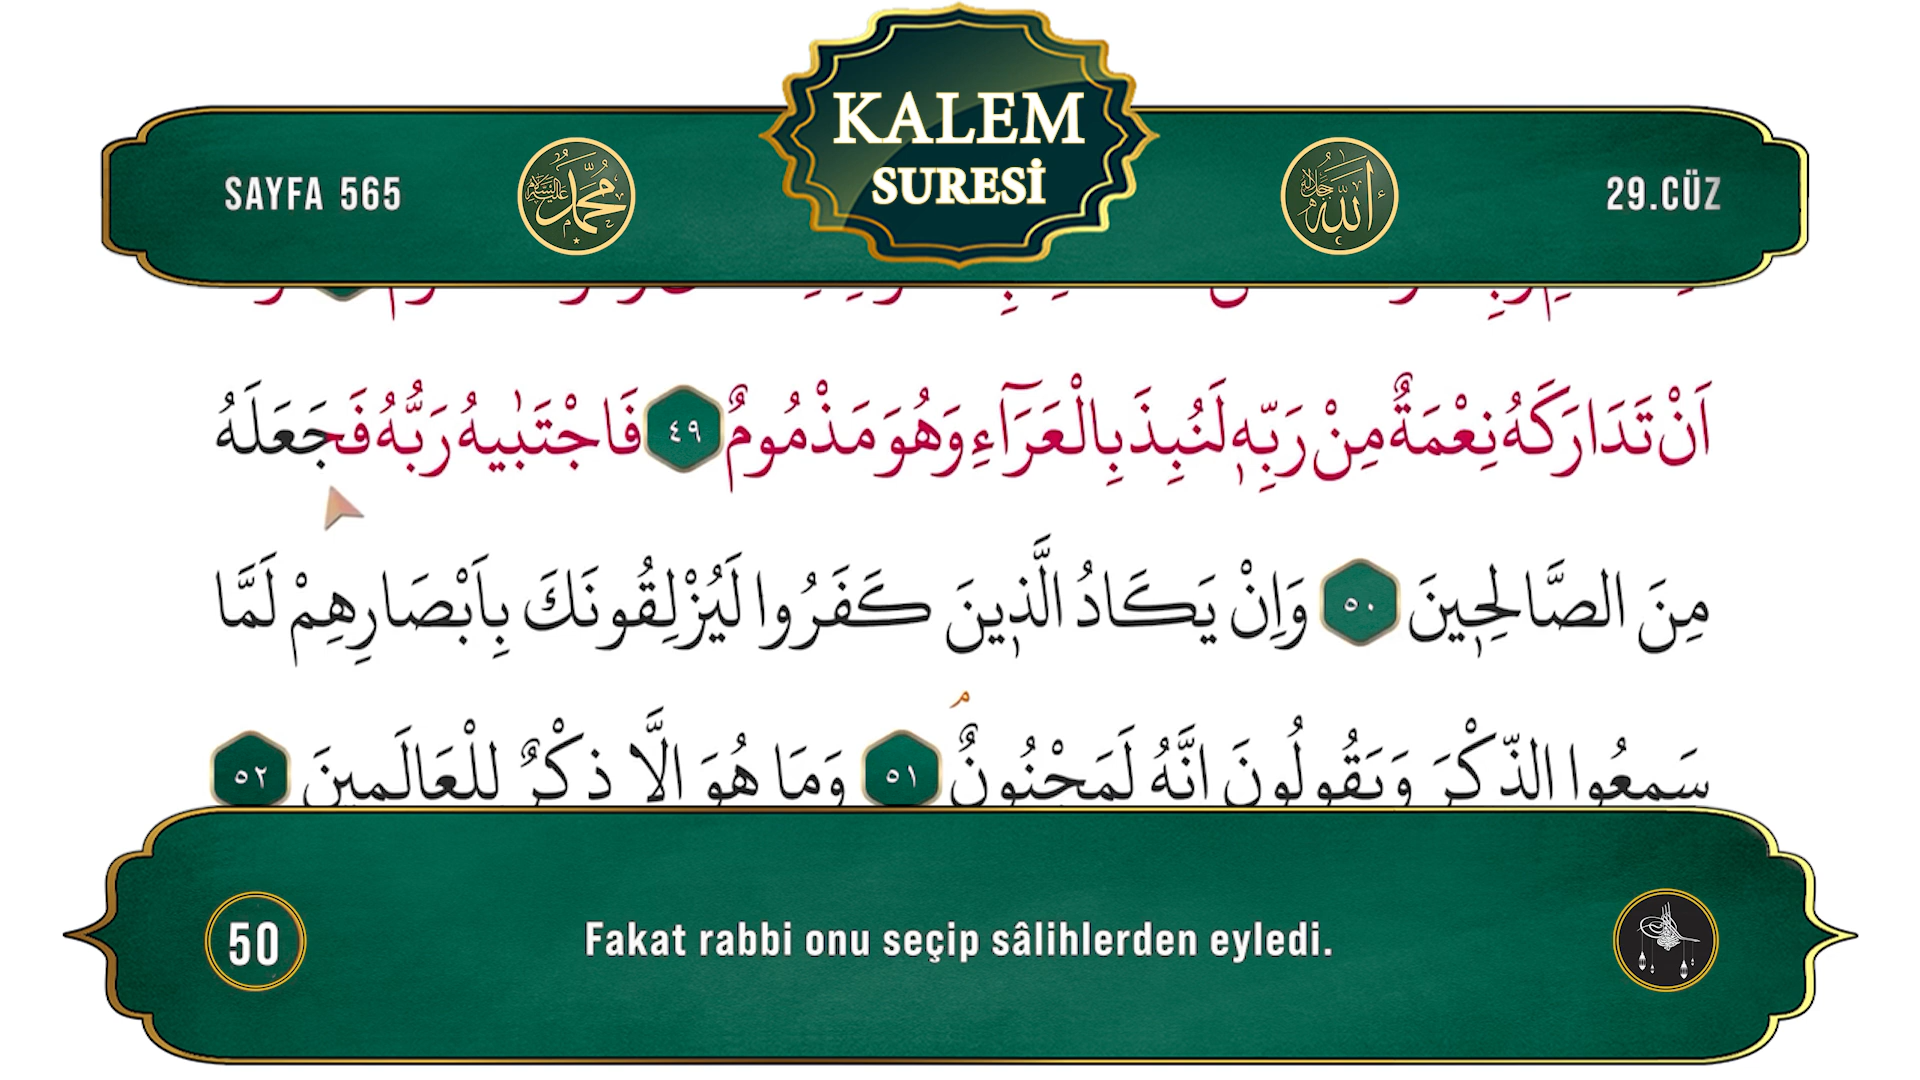 KALEM
SURESİ
SAYFA 565
29.CÜZ
اَنْ تَدَارَكَهُ نِعْمَةٌ مِنْ رَبِّه۪ لَنُبِذَ بِالْعَرَٓاءِ وَهُوَ مَذْمُومٌ ٤٩ فَاجْتَبٰيهُ رَبُّهُ فَجَعَلَهُ
مِنَ الصَّالِح۪ينَ ٥٠ وَاِنْ يَكَادُ الَّذ۪ينَ كَفَرُوا لَيُزْلِقُونَكَ بِاَبْصَارِهِمْ لَمَّا
سَمِعُوا الذِّكْرَ وَيَقُولُونَ اِنَّهُ لَمَجْنُونٌۢ ٥١ وَمَا هُوَ اِلَّا ذِكْرٌ لِلْعَالَمينَ ٥٢
50
Fakat rabbi onu seçip sâlihlerden eyledi.